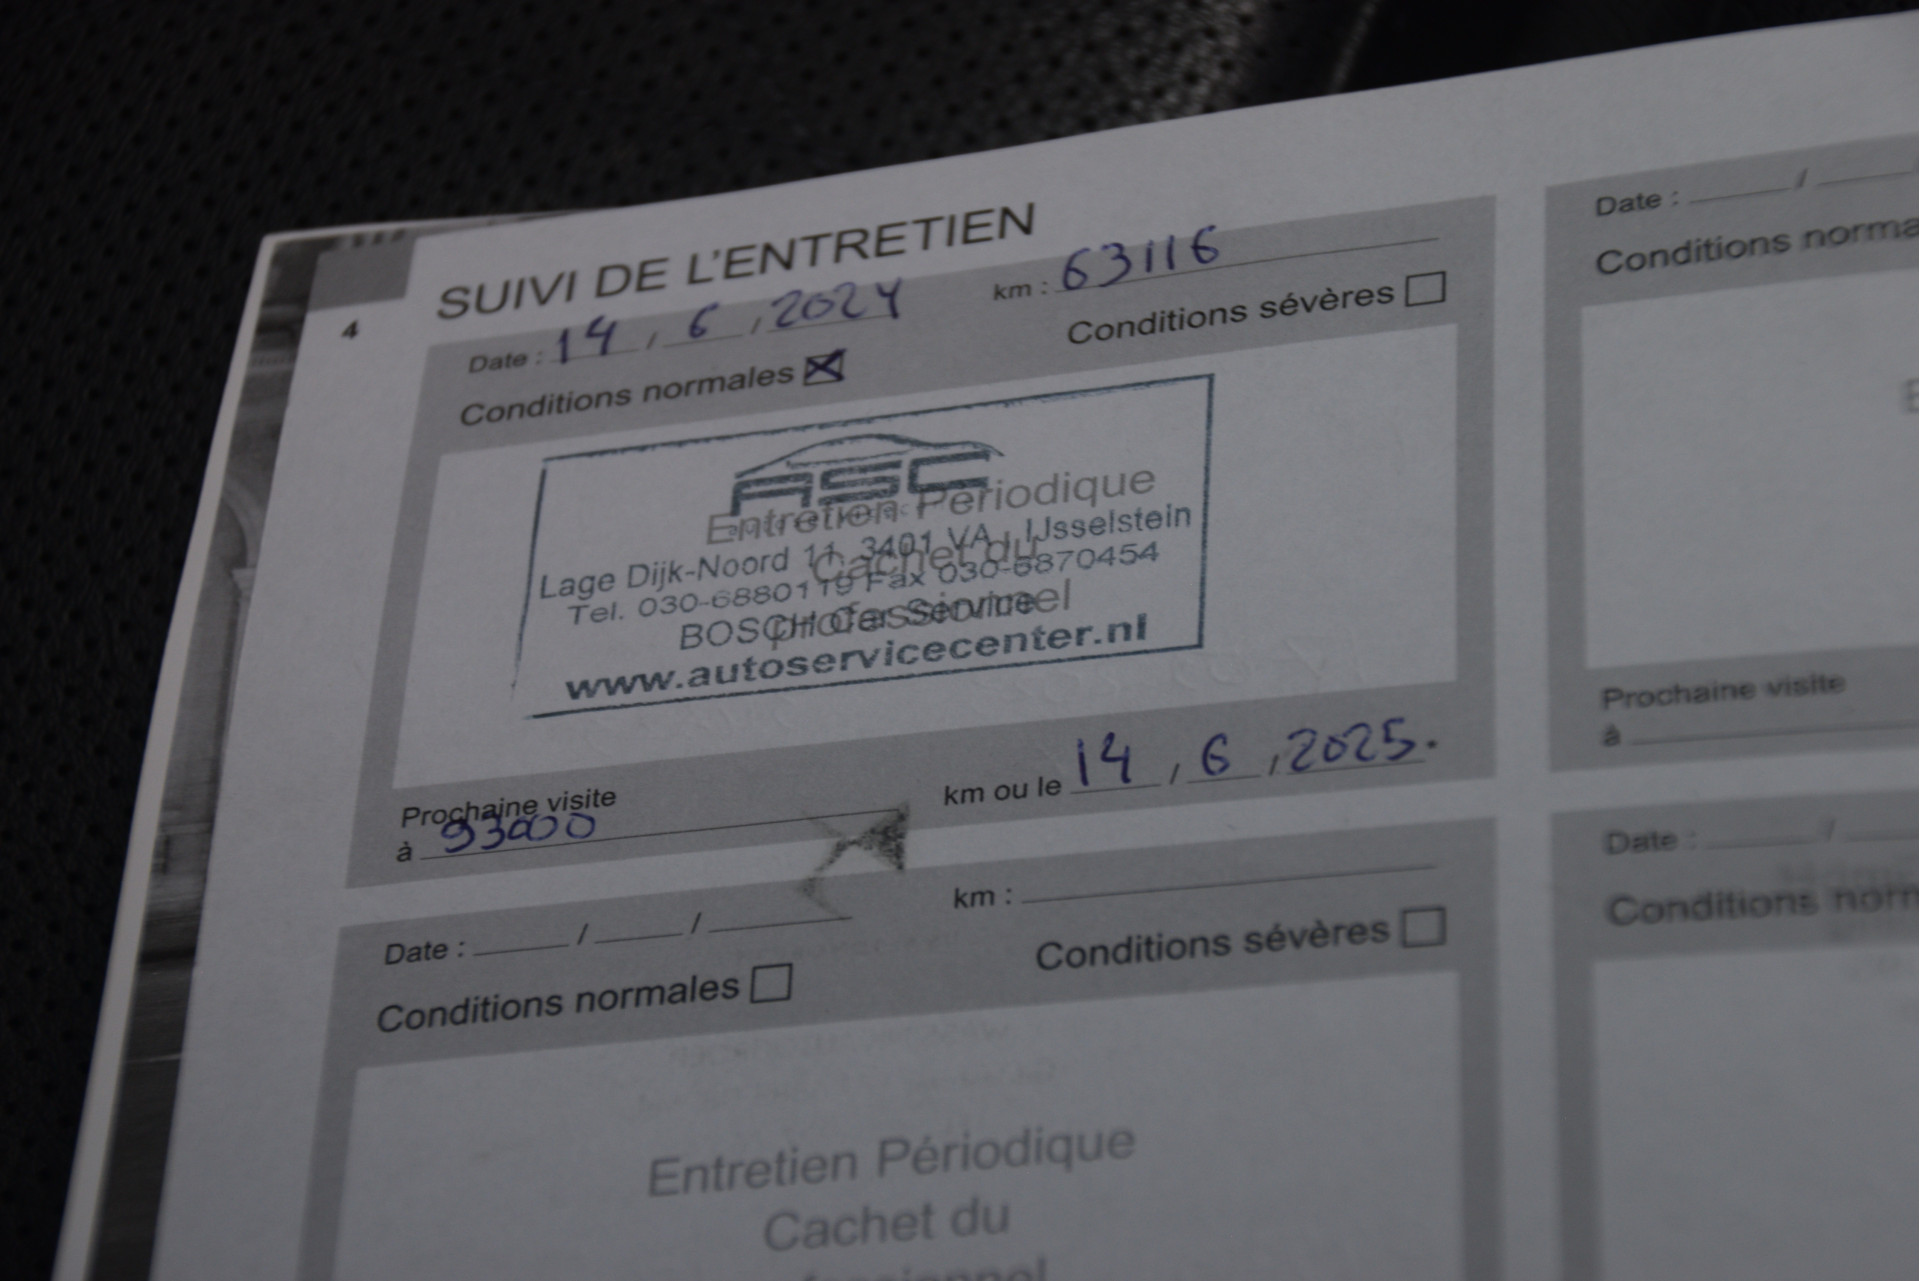 4
SUIVI DE L'ENTRETIEN
Date : 14 / 6 / 2024 km : 63116
Conditions normales Conditions sévères
ASC
Entretien Périodique
Lage Dijk-Noord 11, 3401 VA, IJsselstein
Cachet du
Tel. 030-6880119 Fax 030-6870454
BOSCH Car Service
professionnel
www.autoservicecenter.nl
Prochaine visite
à 93000 km ou le 14 / 6 / 2025.
Date : / / km :
Conditions normales Conditions sévères
Entretien Périodique
Cachet du
Date : /
Conditions
Prochaine visite
à
Date : /
Conditions